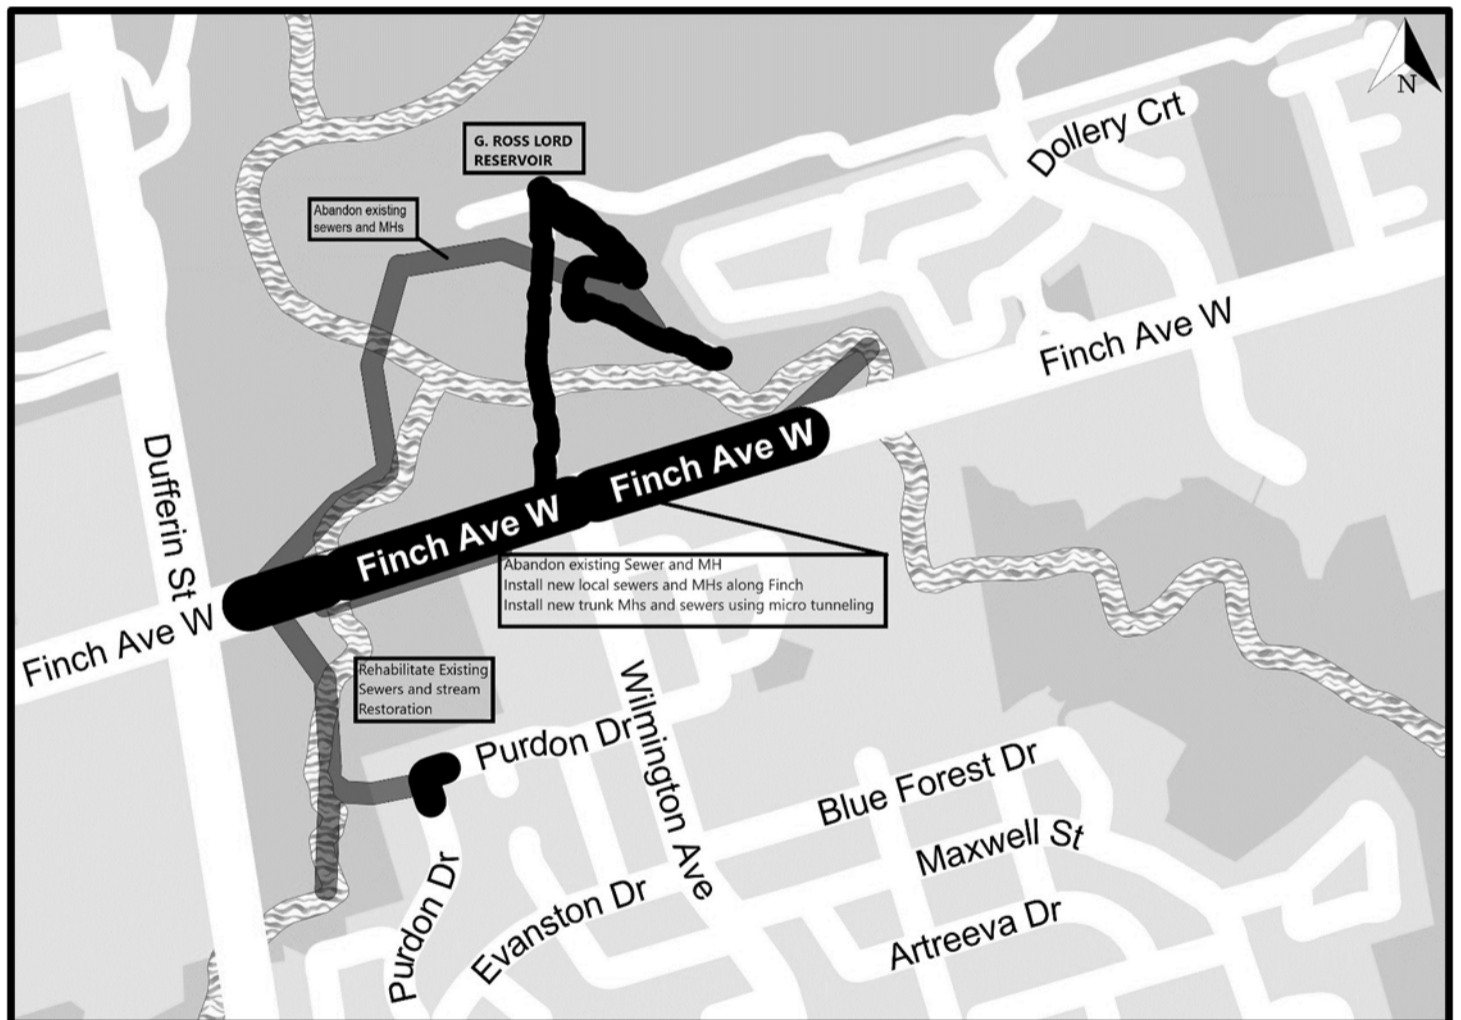 N
G. ROSS LORD
RESERVOIR
Dollery Crt
Abandon existing
sewers and MHs
Finch Ave W
Dufferin St
Finch Ave W
Finch Ave W
Finch Ave W
Abandon existing Sewer and MH
Install new local sewers and MHs along Finch
Install new trunk Mhs and sewers using micro tunneling
Rehabilitate Existing
Sewers and stream
Restoration
Purdon Dr
Wilmington Ave
Blue Forest Dr
Maxwell St
Purdon Dr
Evanston Dr
Artreeva Dr